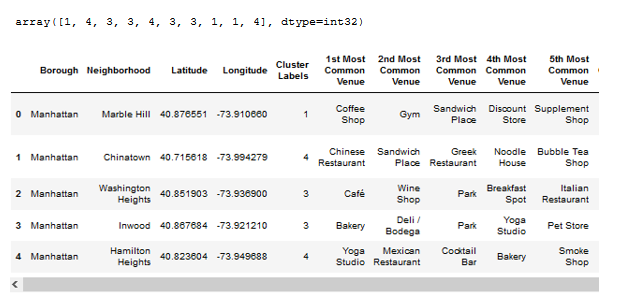 array([1, 4, 3, 3, 4, 3, 3, 1, 1, 4], dtype=int32)
Borough Neighborhood Latitude Longitude Cluster Labels 1st Most Common Venue 2nd Most Common Venue 3rd Most Common Venue 4th Most Common Venue 5th Most Common Venue
0 Manhattan Marble Hill 40.876551 -73.910660 1 Coffee Shop Gym Sandwich Place Discount Store Supplement Shop
1 Manhattan Chinatown 40.715618 -73.994279 4 Chinese Restaurant Sandwich Place Greek Restaurant Noodle House Bubble Tea Shop
2 Manhattan Washington Heights 40.851903 -73.936900 3 Café Wine Shop Park Breakfast Spot Italian Restaurant
3 Manhattan Inwood 40.867684 -73.921210 3 Bakery Deli / Bodega Park Yoga Studio Pet Store
4 Manhattan Hamilton Heights 40.823604 -73.949688 4 Yoga Studio Mexican Restaurant Cocktail Bar Bakery Smoke Shop